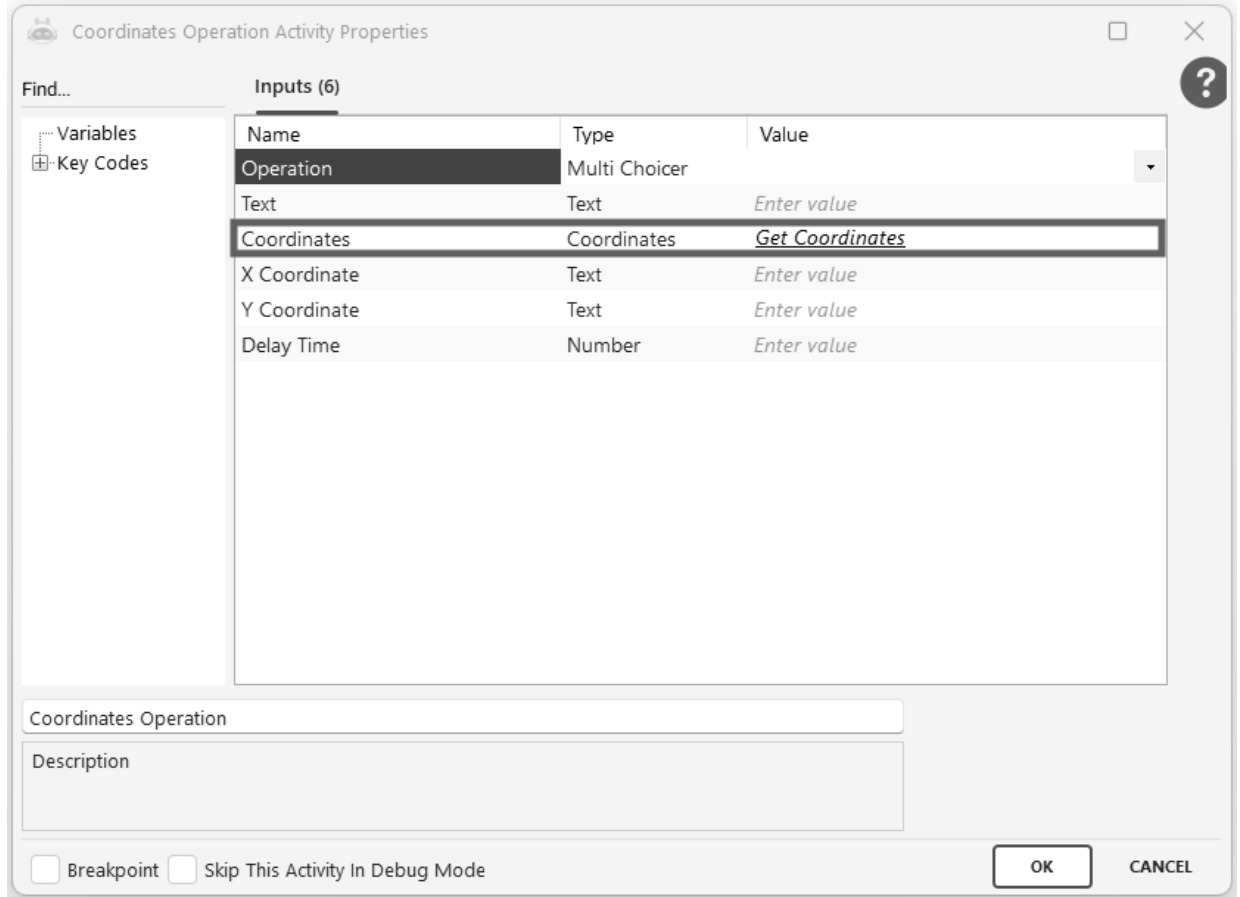 Coordinates Operation Activity Properties
Find...
Inputs (6)
Variables
Key Codes
Name Type Value
Operation Multi Choicer
Text Text Enter value
Coordinates Coordinates Get Coordinates
X Coordinate Text Enter value
Y Coordinate Text Enter value
Delay Time Number Enter value
Coordinates Operation
Description
Breakpoint Skip This Activity In Debug Mode OK CANCEL
?